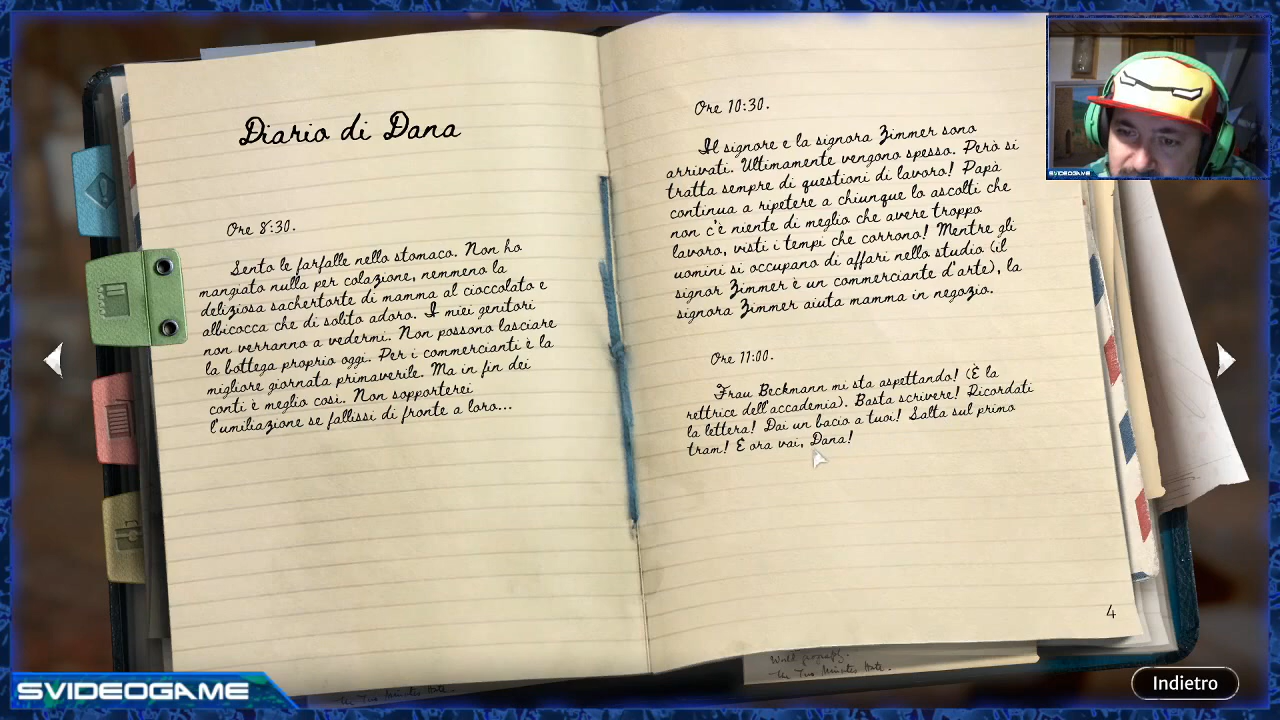 Diario di Dana
Ore 8:30.
Sento le farfalle nello stomaco. Non ho
mangiato nulla per colazione, nemmeno la
deliziosa sachertorte di mamma al cioccolato e
albicocca che di solito adoro. I miei genitori
non verranno a vedermi. Non possono lasciare
la bottega proprio oggi. Per i commercianti è la
migliore giornata primaverile. Ma in fin dei
conti è meglio così. Non sopporterei
l'umiliazione se fallissi di fronte a loro...
Ore 10:30.
Il signore e la signora Zimmer sono
arrivati. Ultimamente vengono spesso. Però si
tratta sempre di questioni di lavoro! Papà
continua a ripetere a chiunque lo ascolti che
non c'è niente di meglio che avere troppo
lavoro, visti i tempi che corrono! Mentre gli
uomini si occupano di affari nello studio (il
signor Zimmer è un commerciante d'arte), la
signora Zimmer aiuta mamma in negozio.
Ore 11:00.
Frau Beckmann mi sta aspettando! (È la
rettrice dell'accademia). Basta scrivere! Ricordati
la lettera! Dai un bacio a tuoi! Salta sul primo
tram! E ora vai, Dana!
4
Indietro
SVIDEOGAME
SVIDEOGAME